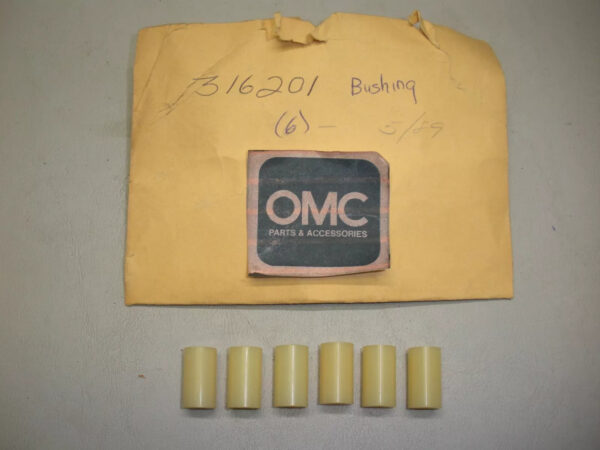 316201 Bushing
(6) - 5/89
OMC
PARTS & ACCESSORIES